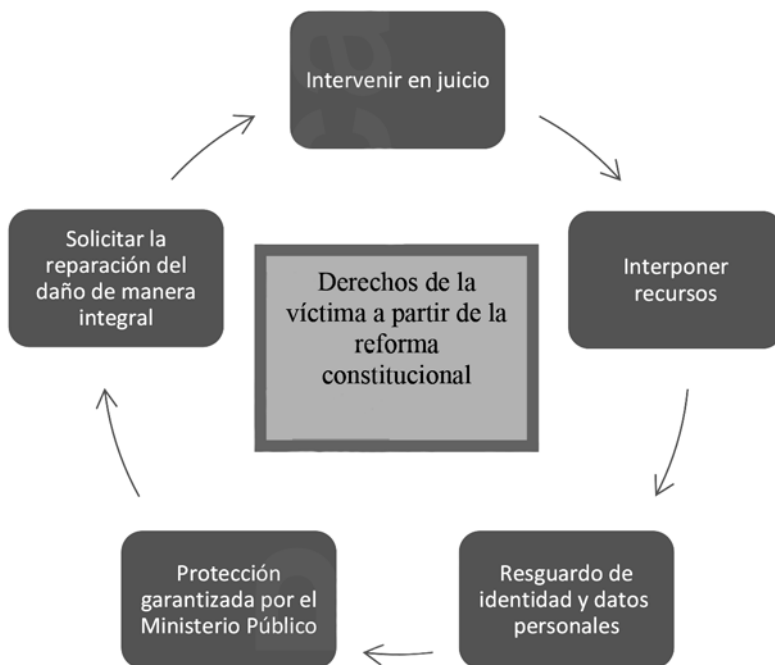 Intervenir en juicio
Interponer
recursos
Resguardo de
identidad y datos
personales
Protección
garantizada por el
Ministerio Público
Solicitar la
reparación del
daño de manera
integral
Derechos de la
víctima a partir de la
reforma
constitucional